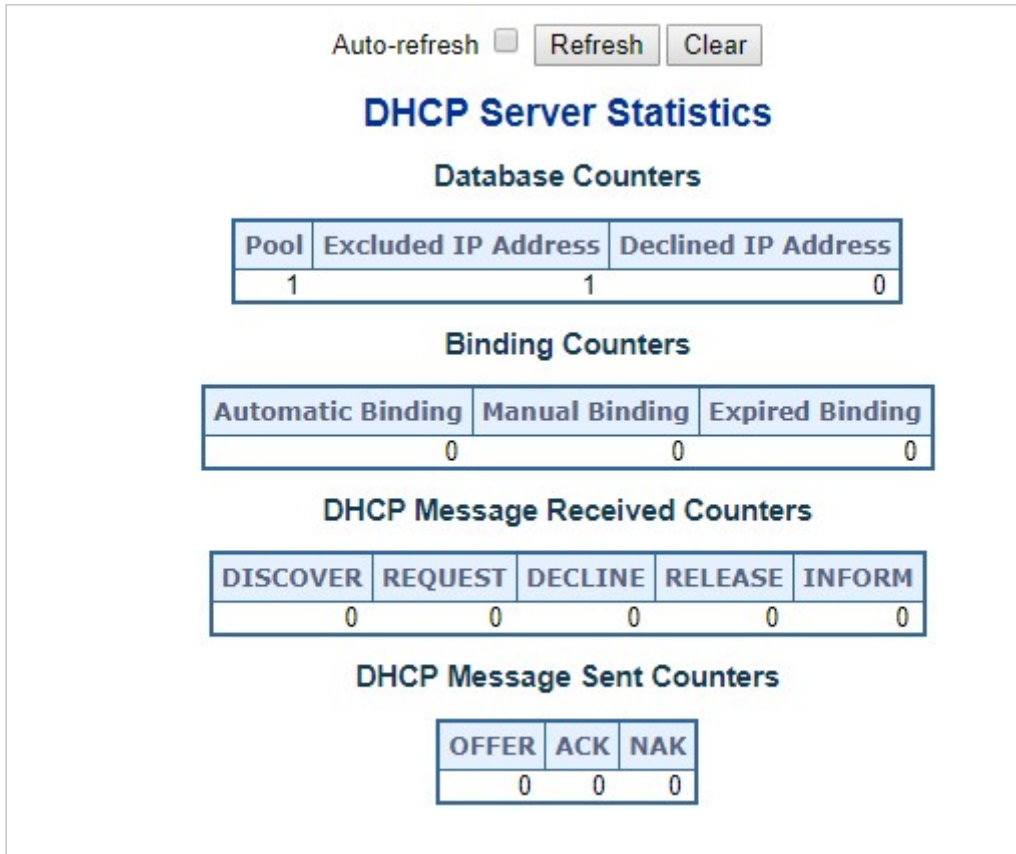 Auto-refresh Refresh Clear
DHCP Server Statistics
Database Counters
Pool Excluded IP Address Declined IP Address
1 1 0
Binding Counters
Automatic Binding Manual Binding Expired Binding
0 0 0
DHCP Message Received Counters
DISCOVER REQUEST DECLINE RELEASE INFORM
0 0 0 0 0
DHCP Message Sent Counters
OFFER ACK NAK
0 0 0